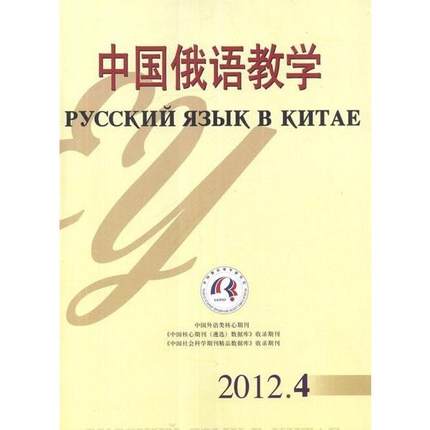 中国俄语教学
РУССКИЙ ЯЗЫК В КИТАЕ
中国外语类核心期刊
《中国核心期刊（遴选）数据库》收录期刊
《中国社会科学期刊精品数据库》收录期刊
2012.4